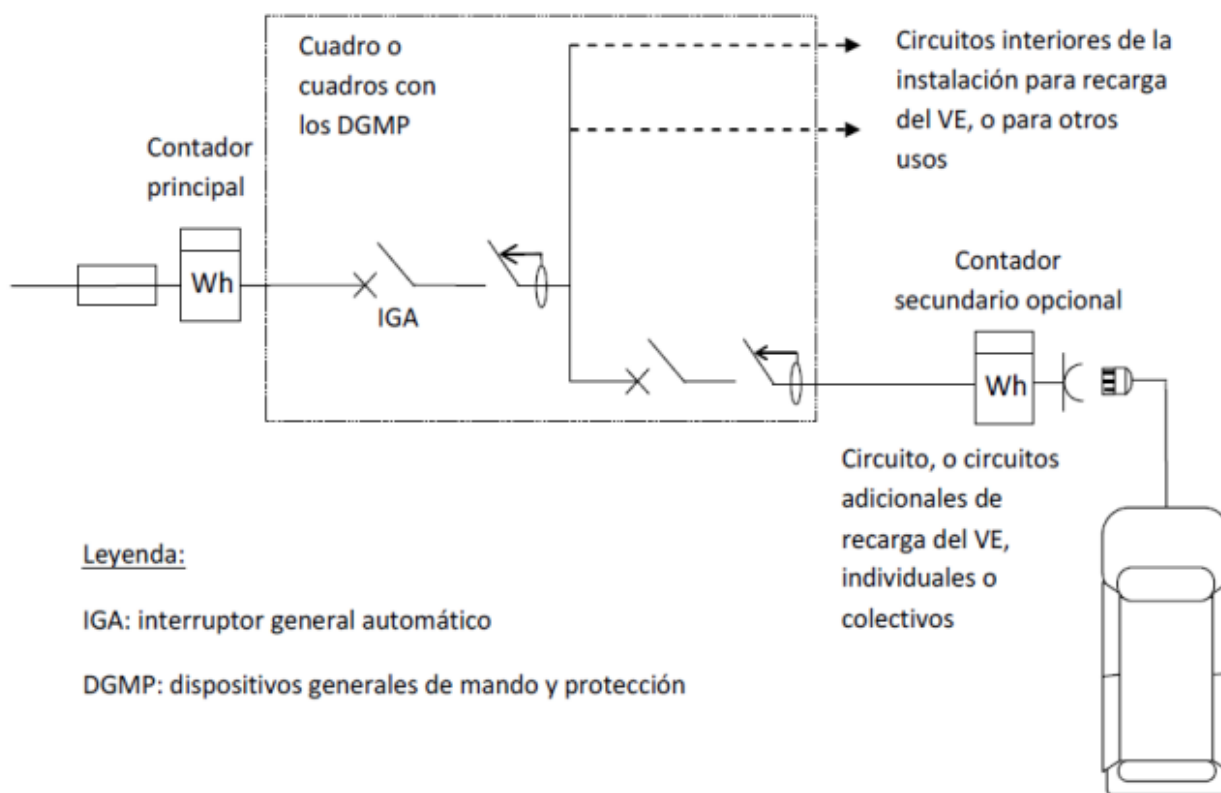 Cuadro o
cuadros con
los DGMP
Circuitos interiores de la
instalación para recarga
del VE, o para otros
usos
Contador
principal
Wh
IGA
Contador
secundario opcional
Wh
Circuito, o circuitos
adicionales de
recarga del VE,
individuales o
colectivos
Leyenda:
IGA: interruptor general automático
DGMP: dispositivos generales de mando y protección